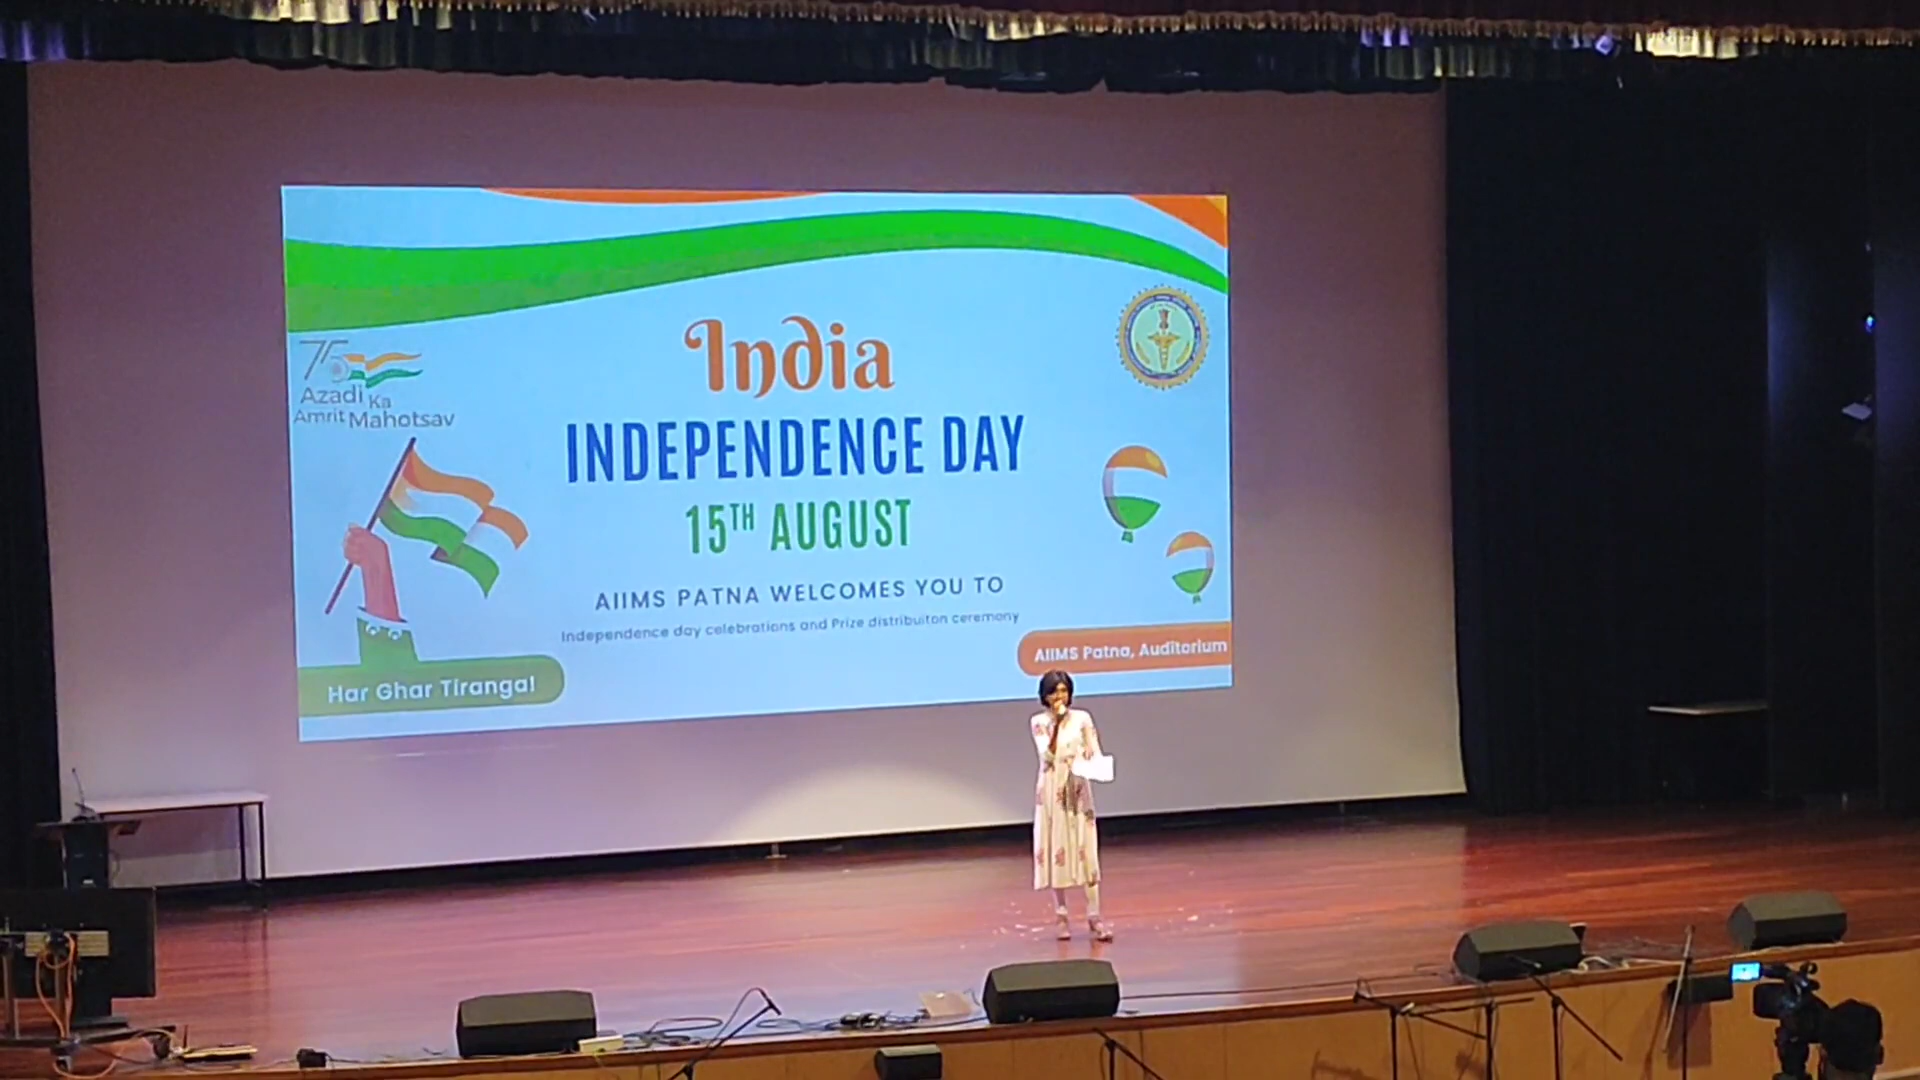 75
Azadi Ka
Amrit Mahotsav
India
INDEPENDENCE DAY
15TH AUGUST
AIIMS PATNA WELCOMES YOU TO
Independence day celebrations and Prize distribuiton ceremony
AIIMS Patna, Auditorium
Har Ghar Tiranga!